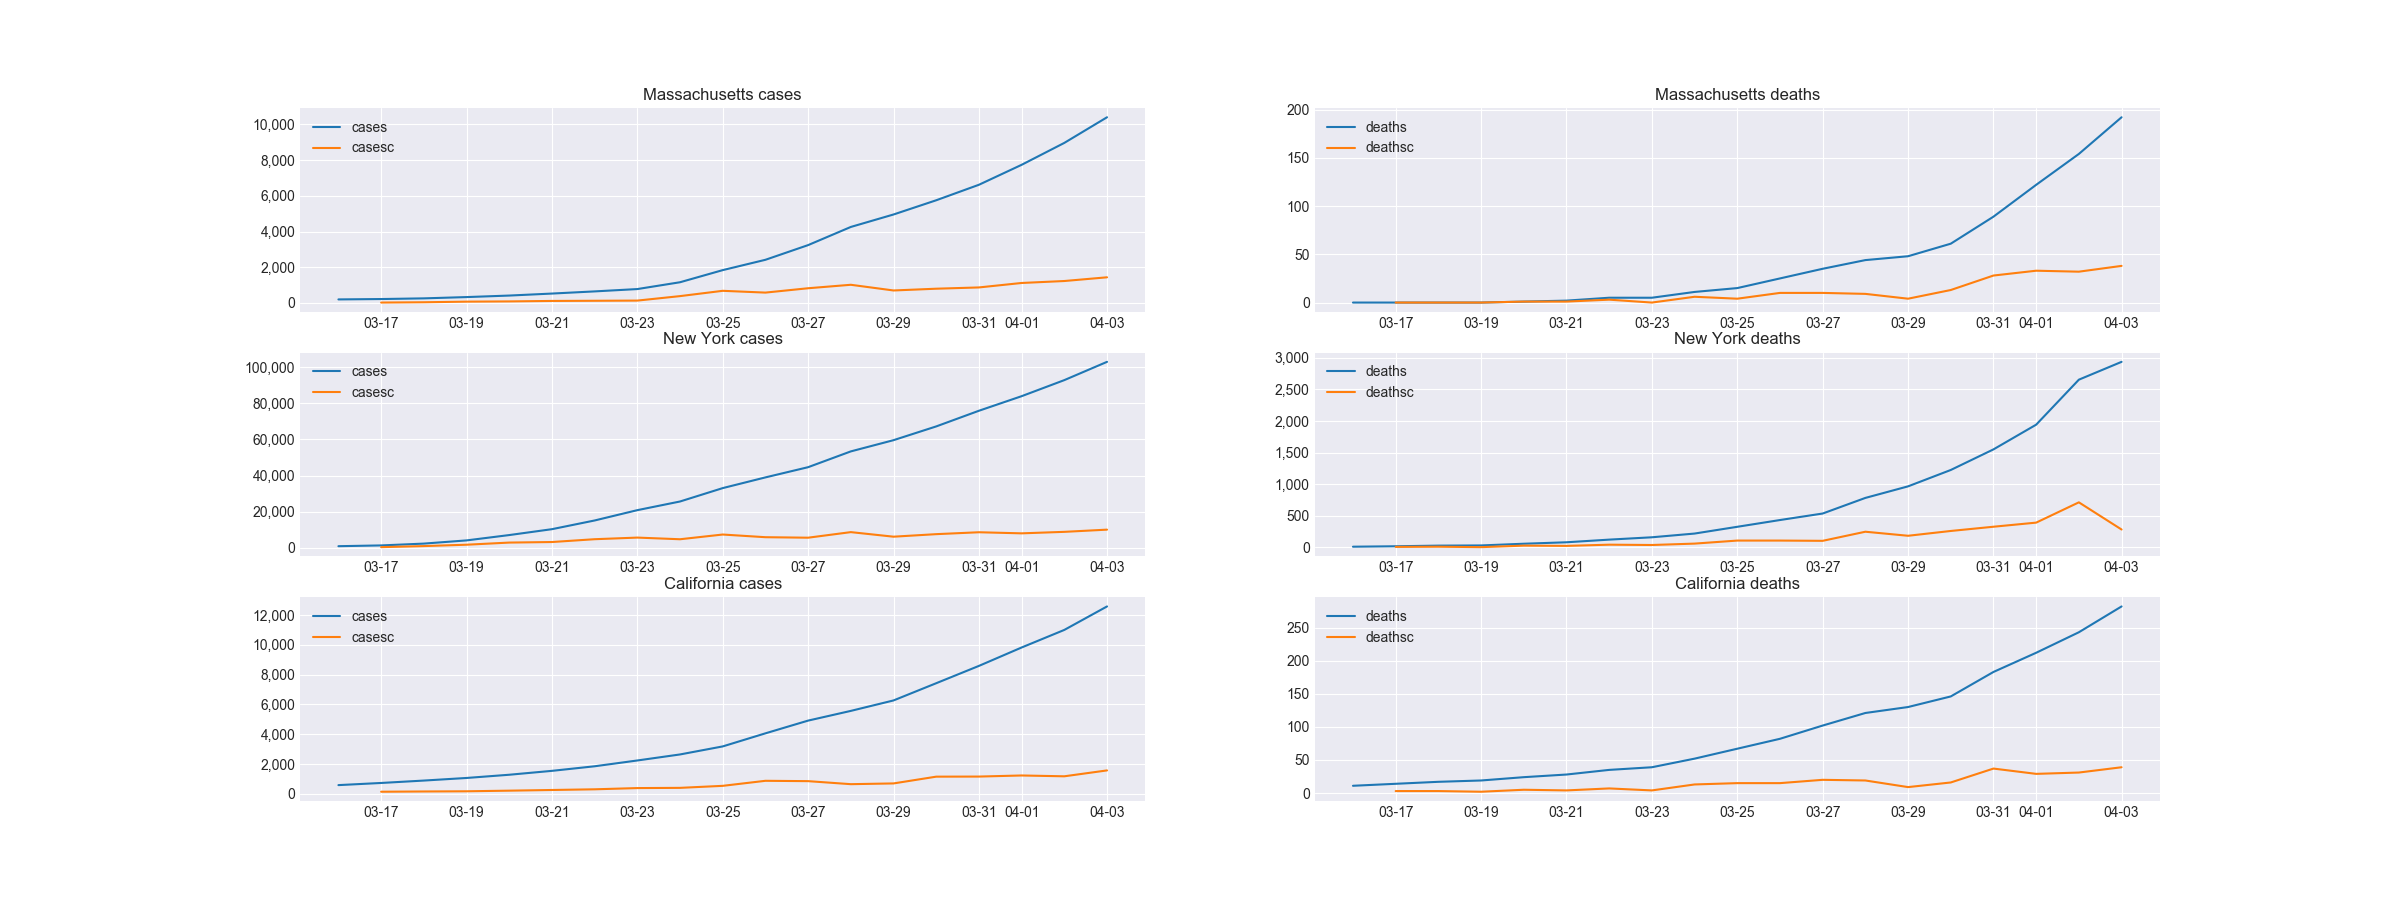 Massachusetts cases
cases
casesc
10,000
8,000
6,000
4,000
2,000
0
03-17 03-19 03-21 03-23 03-25 03-27 03-29 03-31 04-01 04-03
Massachusetts deaths
deaths
deathsc
200
150
100
50
0
03-17 03-19 03-21 03-23 03-25 03-27 03-29 03-31 04-01 04-03
New York cases
cases
casesc
100,000
80,000
60,000
40,000
20,000
0
03-17 03-19 03-21 03-23 03-25 03-27 03-29 03-31 04-01 04-03
New York deaths
deaths
deathsc
3,000
2,500
2,000
1,500
1,000
500
0
03-17 03-19 03-21 03-23 03-25 03-27 03-29 03-31 04-01 04-03
California cases
cases
casesc
12,000
10,000
8,000
6,000
4,000
2,000
0
03-17 03-19 03-21 03-23 03-25 03-27 03-29 03-31 04-01 04-03
California deaths
deaths
deathsc
250
200
150
100
50
0
03-17 03-19 03-21 03-23 03-25 03-27 03-29 03-31 04-01 04-03